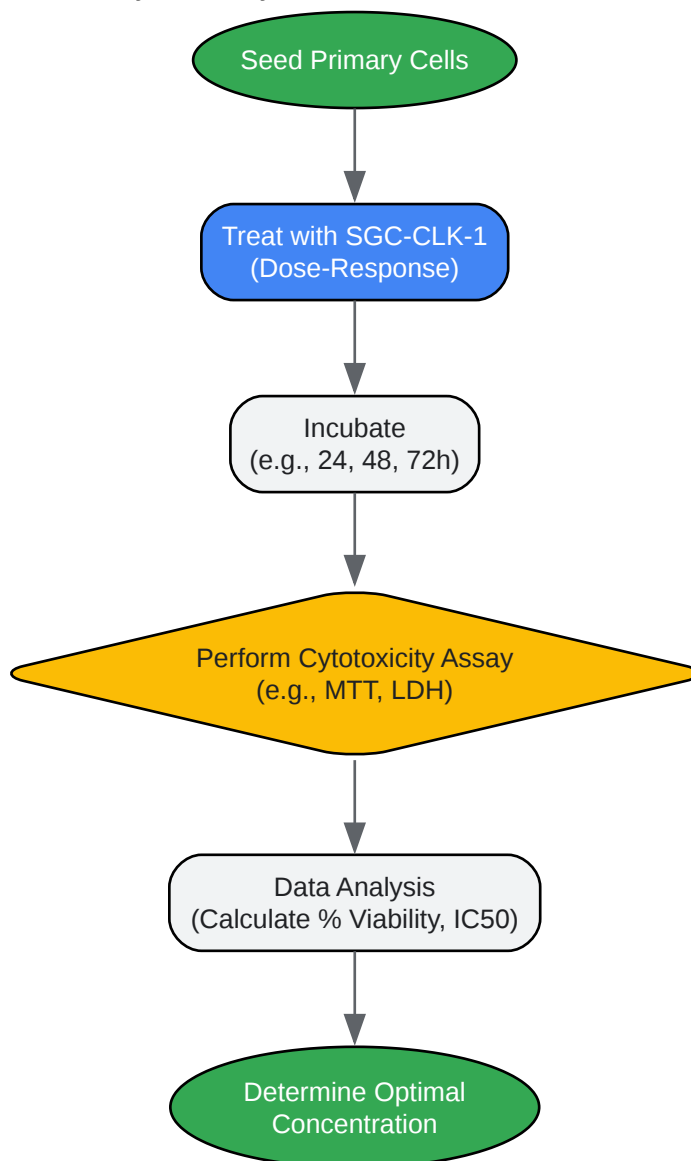 Seed Primary Cells
Treat with SGC-CLK-1
(Dose-Response)
Incubate
(e.g., 24, 48, 72h)
Perform Cytotoxicity Assay
(e.g., MTT, LDH)
Data Analysis
(Calculate % Viability, IC50)
Determine Optimal
Concentration